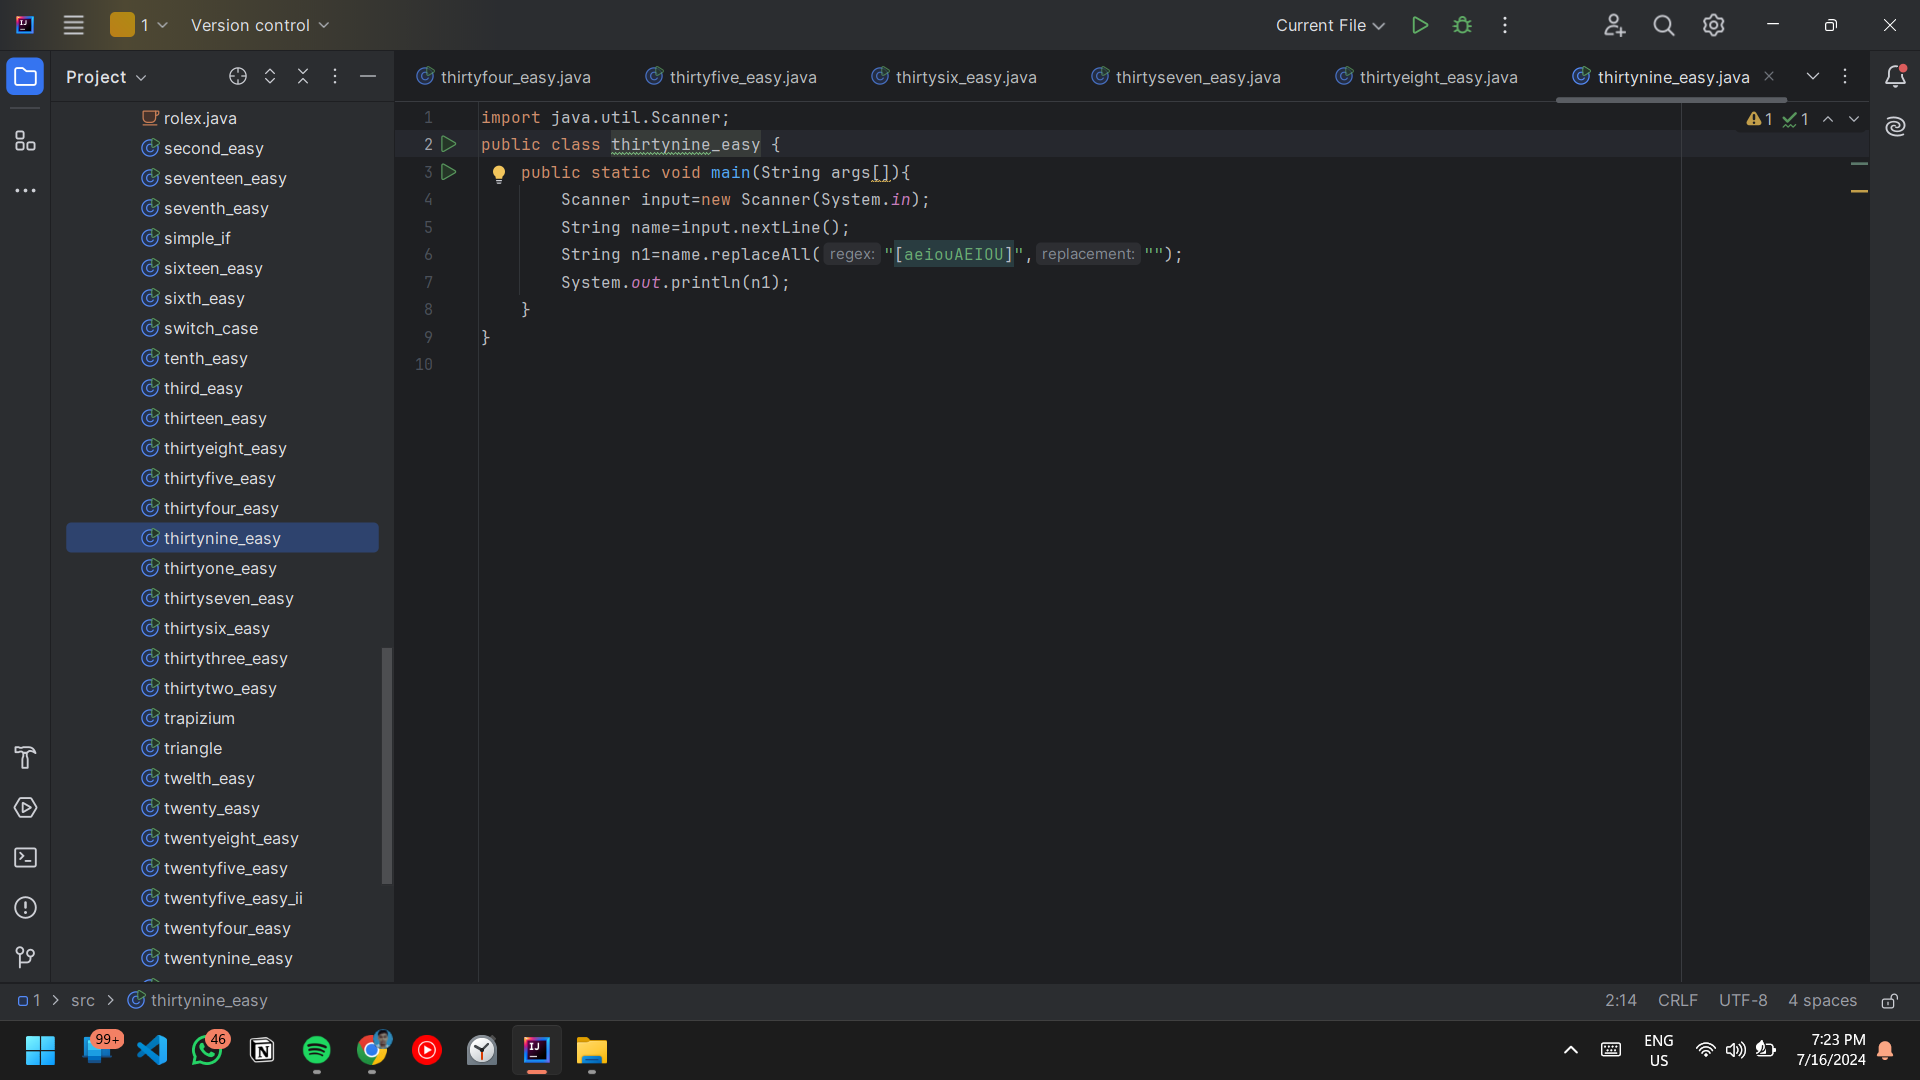 1 Version control
Current File
Project
thirtyfour_easy.java thirtyfive_easy.java thirtysix_easy.java thirtyseven_easy.java thirtyeight_easy.java thirtynine_easy.java
rolex.java
second_easy
seventeen_easy
seventh_easy
simple_if
sixteen_easy
sixth_easy
switch_case
tenth_easy
third_easy
thirteen_easy
thirtyeight_easy
thirtyfive_easy
thirtyfour_easy
thirtynine_easy
thirtyone_easy
thirtyseven_easy
thirtysix_easy
thirtythree_easy
thirtytwo_easy
trapizium
triangle
twelth_easy
twenty_easy
twentyeight_easy
twentyfive_easy
twentyfive_easy_ii
twentyfour_easy
twentynine_easy
1 import java.util.Scanner;
2 public class thirtynine_easy {
3 public static void main(String args[]){
4 Scanner input=new Scanner(System.in);
5 String name=input.nextLine();
6 String n1=name.replaceAll( regex: "[aeiouAEIOU]", replacement: "");
7 System.out.println(n1);
8 }
9 }
10
1 1
1 > src > thirtynine_easy
2:14 CRLF UTF-8 4 spaces
99+
46
ENG
US
7:23 PM
7/16/2024